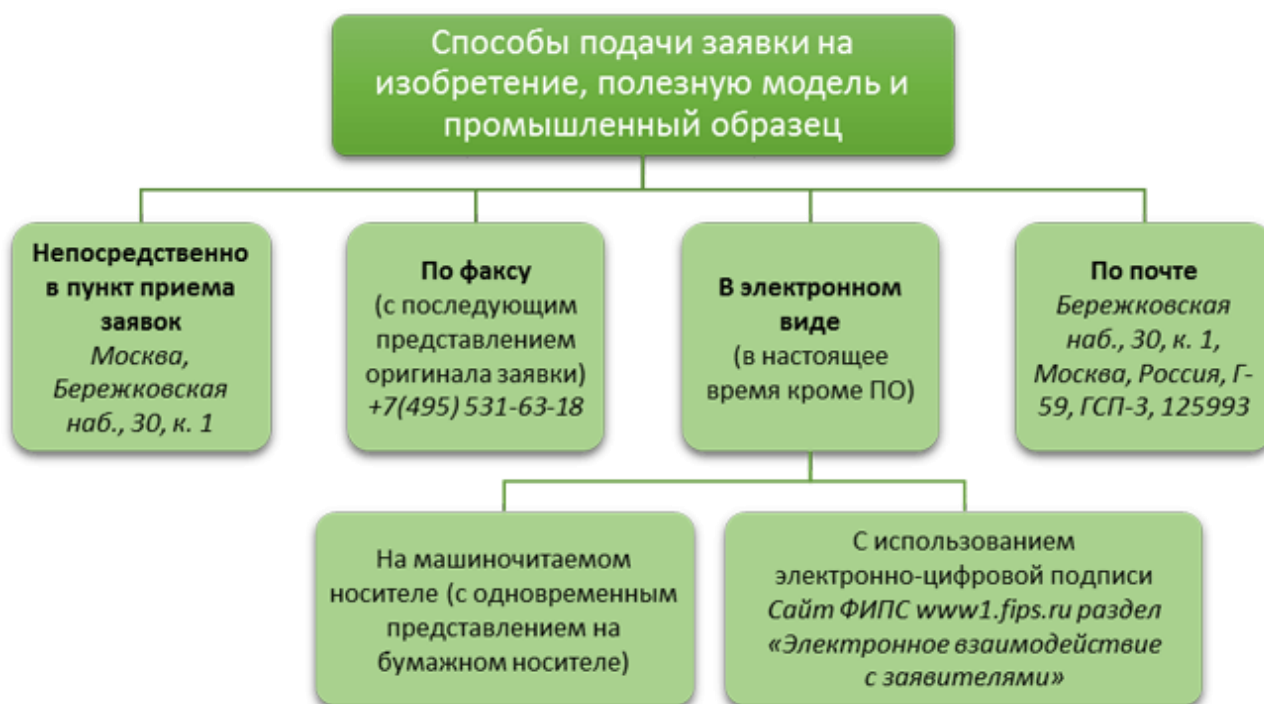 Способы подачи заявки на
изобретение, полезную модель и
промышленный образец
Непосредственно
в пункт приема
заявок
Москва,
Бережковская
наб., 30, к. 1
По факсу
(с последующим
представлением
оригинала заявки)
+7(495) 531-63-18
В электронном
виде
(в настоящее
время кроме ПО)
По почте
Бережковская
наб., 30, к. 1,
Москва, Россия, Г-
59, ГСП-3, 125993
На машиночитаемом
носителе (с одновременным
представлением на
бумажном носителе)
С использованием
электронно-цифровой подписи
Сайт ФИПС www1.fips.ru раздел
«Электронное взаимодействие
с заявителями»